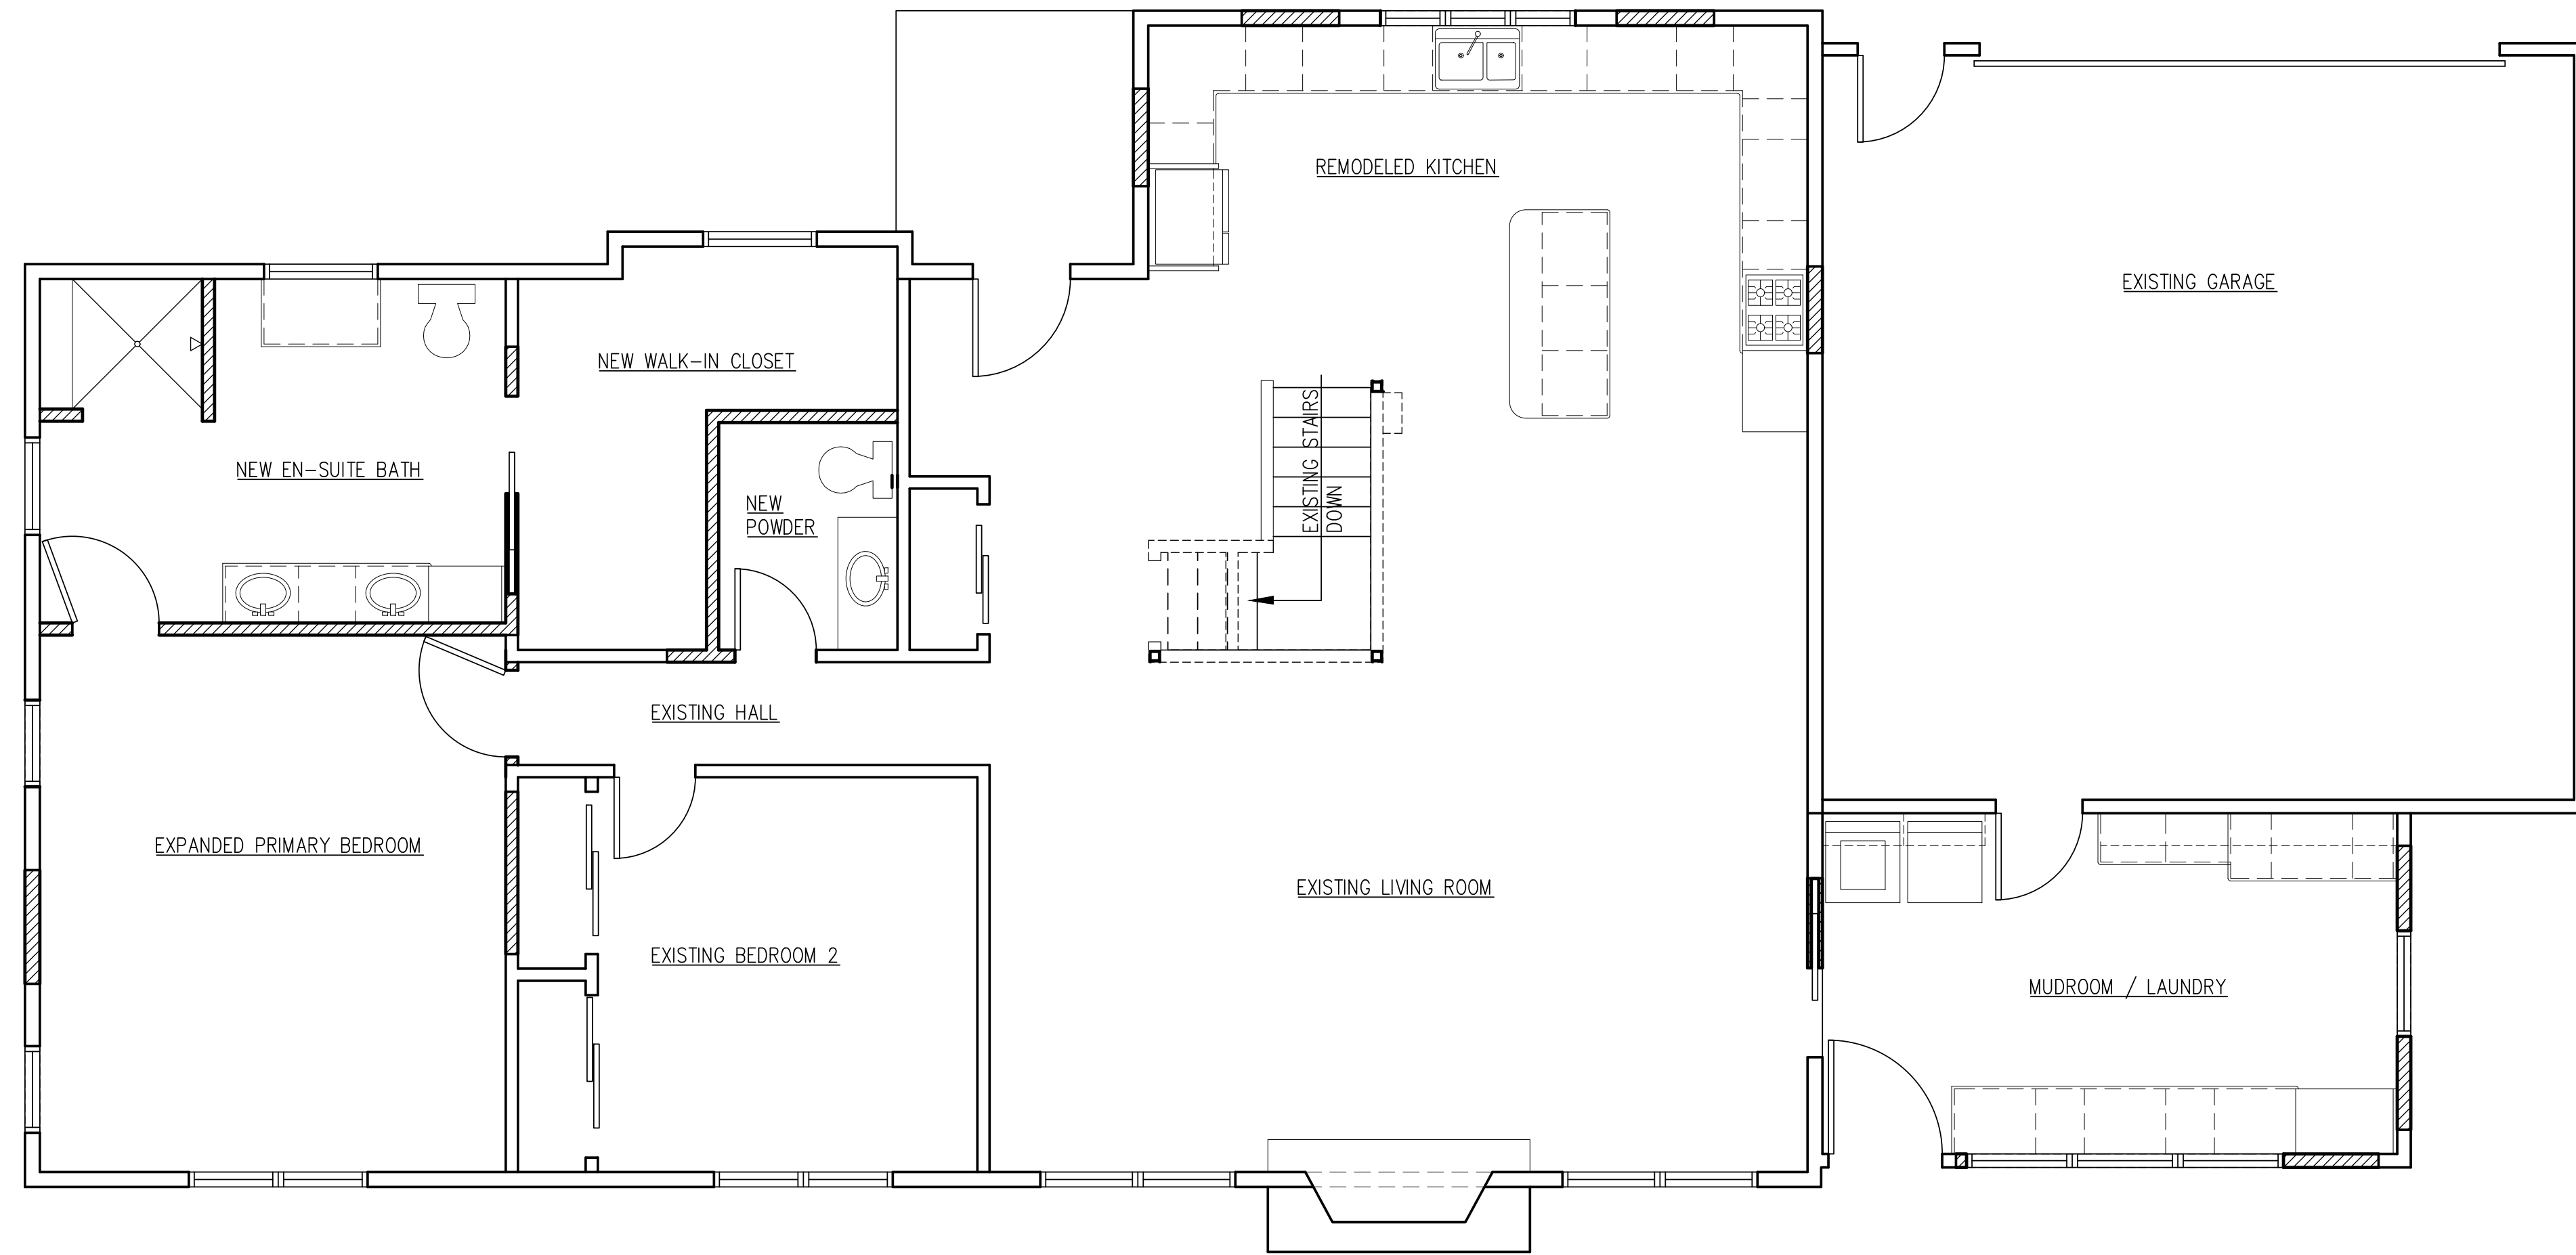 REMODELED KITCHEN
EXISTING GARAGE
NEW WALK-IN CLOSET
NEW EN-SUITE BATH
NEW
POWDER
EXISTING STAIRS
DOWN
EXISTING HALL
EXPANDED PRIMARY BEDROOM
EXISTING LIVING ROOM
EXISTING BEDROOM 2
MUDROOM / LAUNDRY